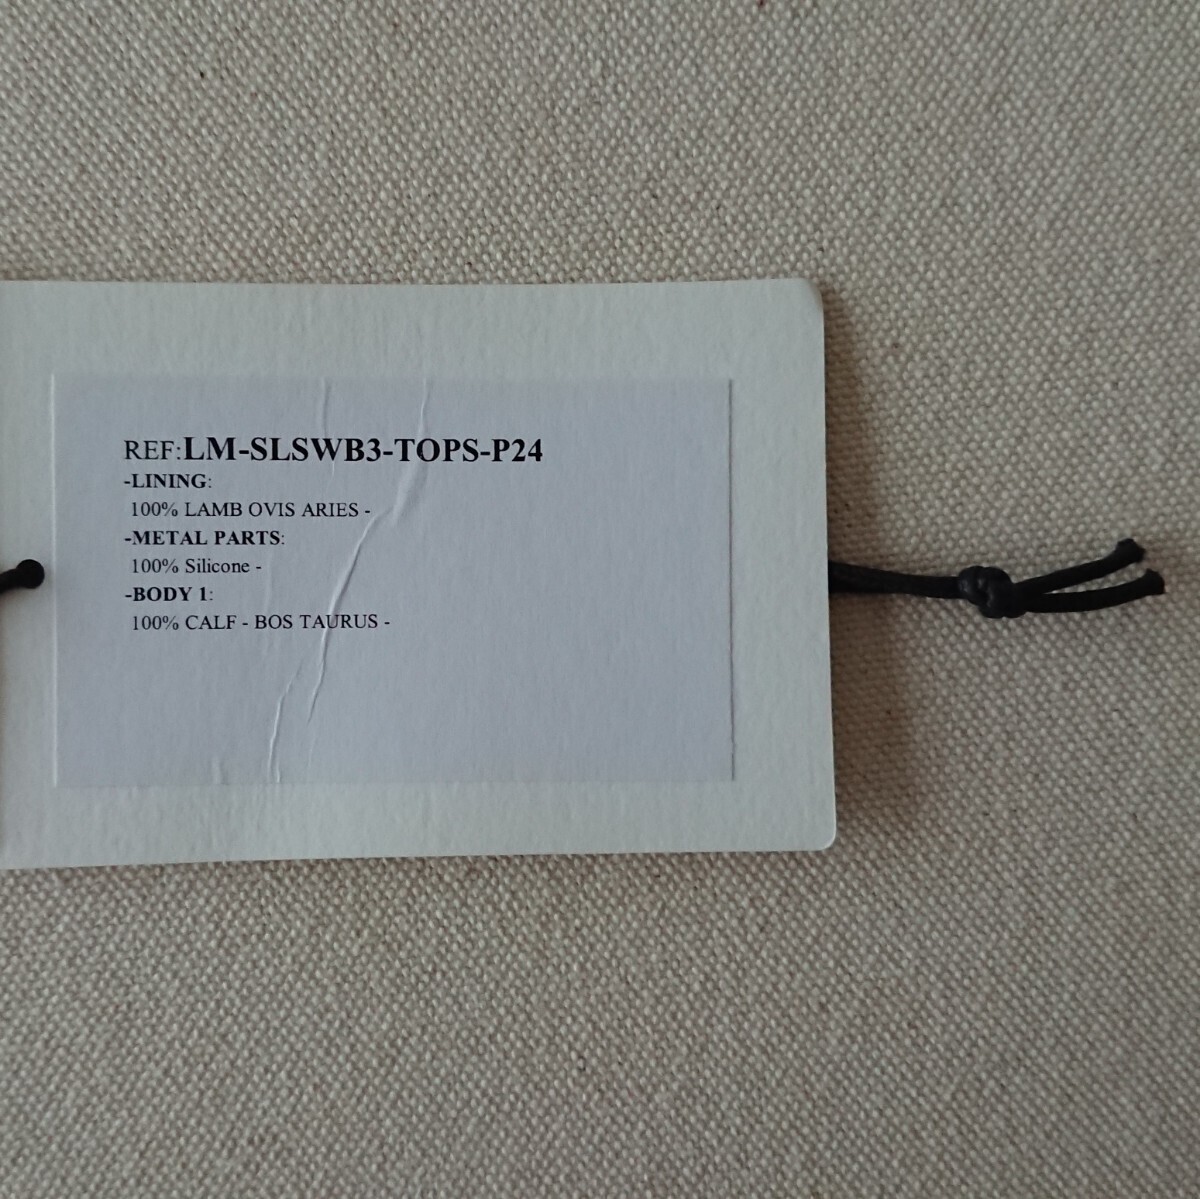 REF:LM-SLSWB3-TOPS-P24
-LINING:
100% LAMB OVIS ARIES -
-METAL PARTS:
100% Silicone -
-BODY 1:
100% CALF - BOS TAURUS -